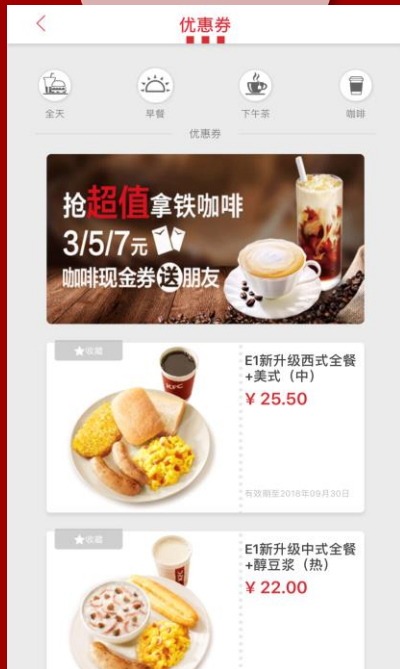 优惠券
全天
早餐
下午茶
咖啡
优惠券
抢超值拿铁咖啡
3/5/7元
咖啡现金券送朋友
收藏
KFC
E1新升级西式全餐
+美式（中）
¥ 25.50
有效期至2018年09月30日
收藏
KFC
E1新升级中式全餐
+醇豆浆（热）
¥ 22.00